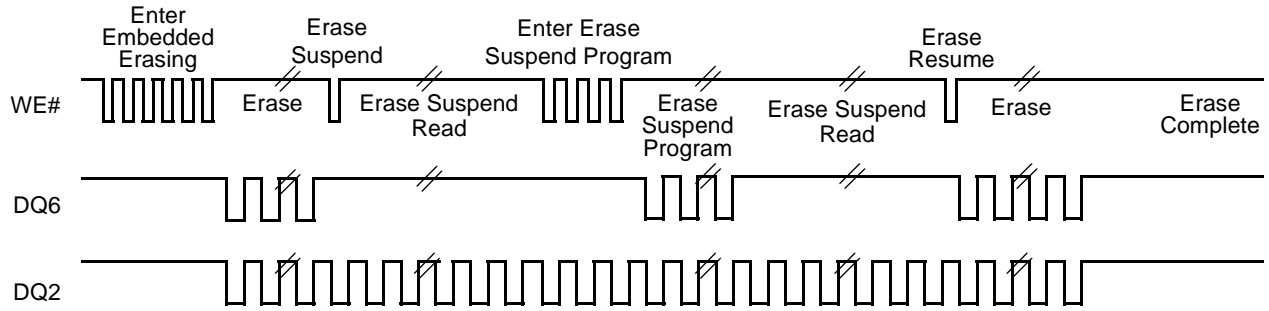 Enter
Embedded
Erasing
Erase
Suspend
Enter Erase
Suspend Program
Erase
Resume
WE#
Erase
Erase Suspend
Read
Erase
Suspend
Program
Erase Suspend
Read
Erase
Erase
Complete
DQ6
DQ2